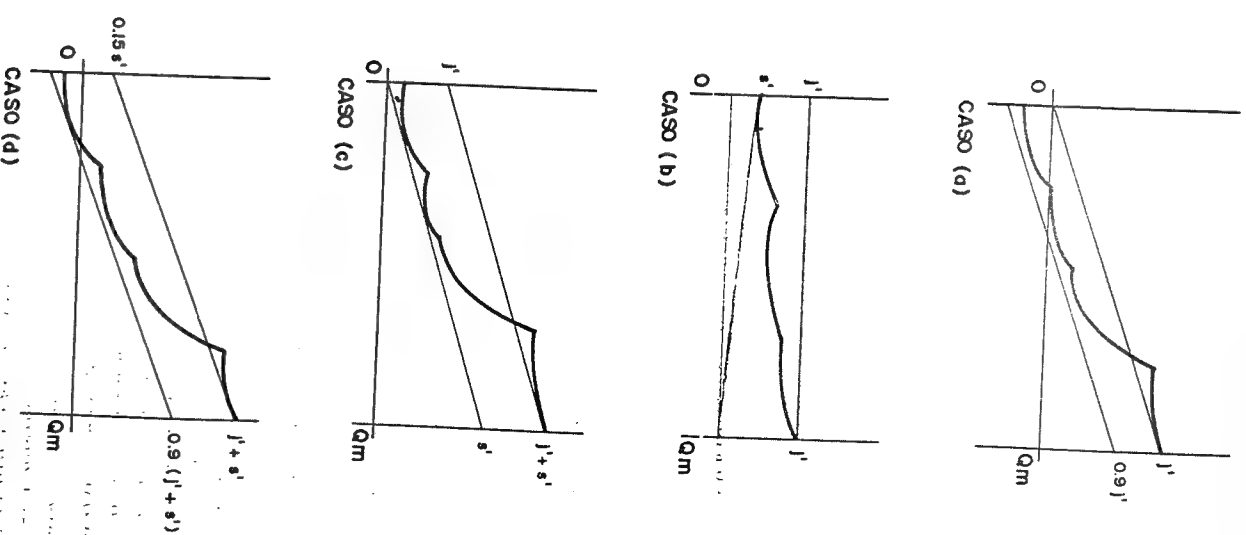 O
j'
0.9 j'
Qm
CASO (a)
j'
s'
O
j'
Qm
CASO (b)
j'
O
j' + s'
s'
Qm
CASO (c)
0.15 s'
O
j' + s'
0.9 (j' + s')
Qm
CASO (d)